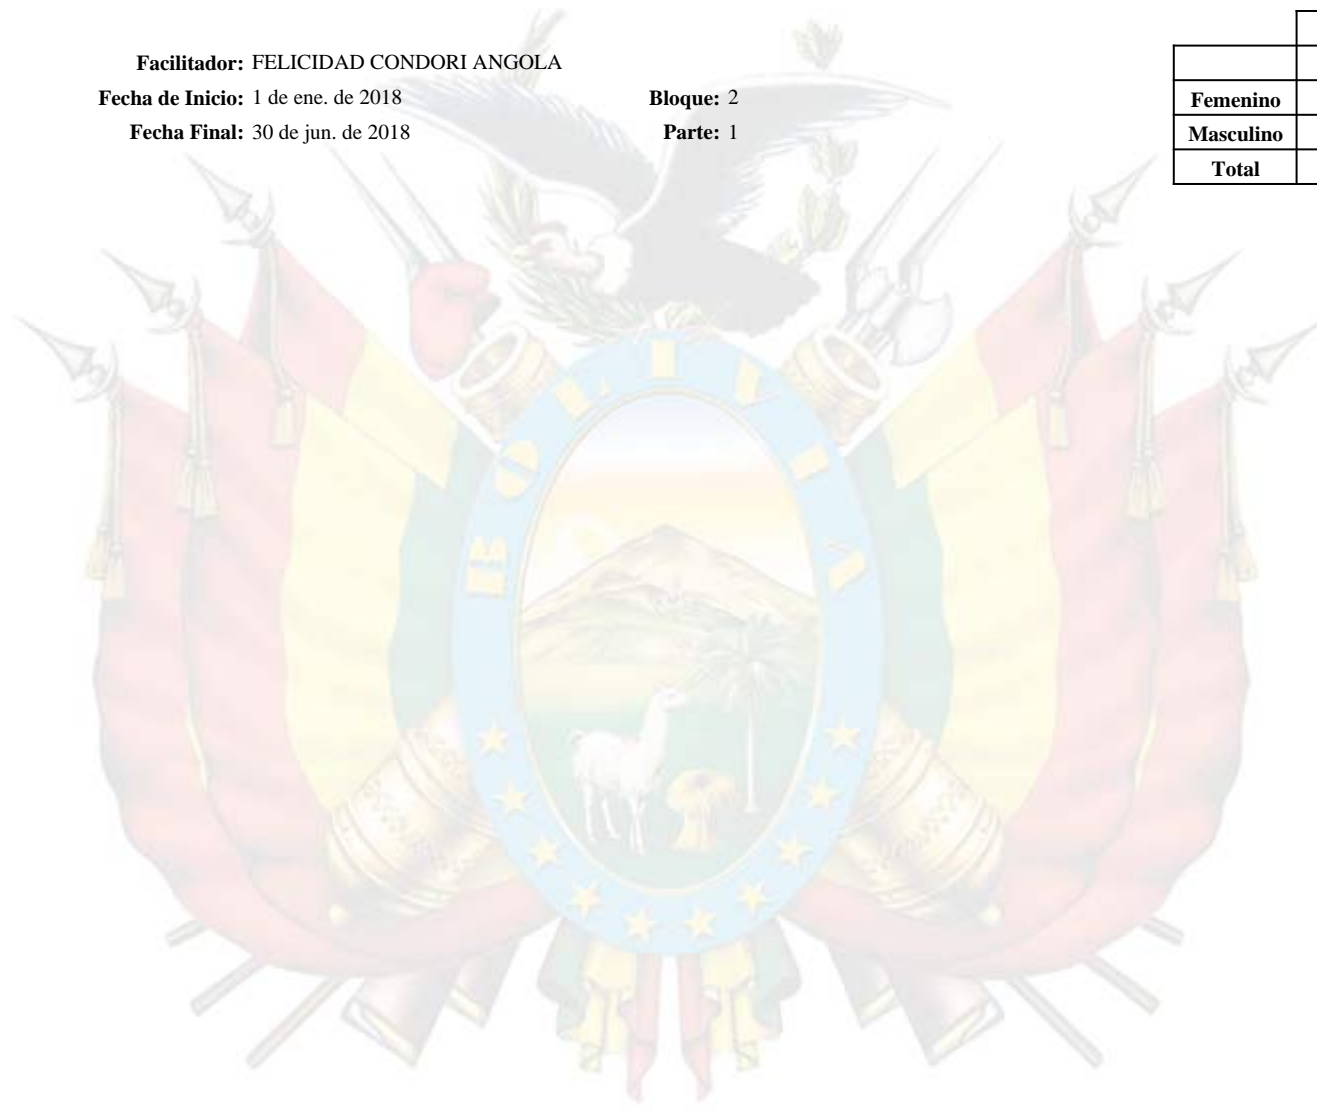 Facilitador: FELICIDAD CONDORI ANGOLA
Fecha de Inicio: 1 de ene. de 2018 Bloque: 2
Fecha Final: 30 de jun. de 2018 Parte: 1
Femenino
Masculino
Total
BOLIVIA